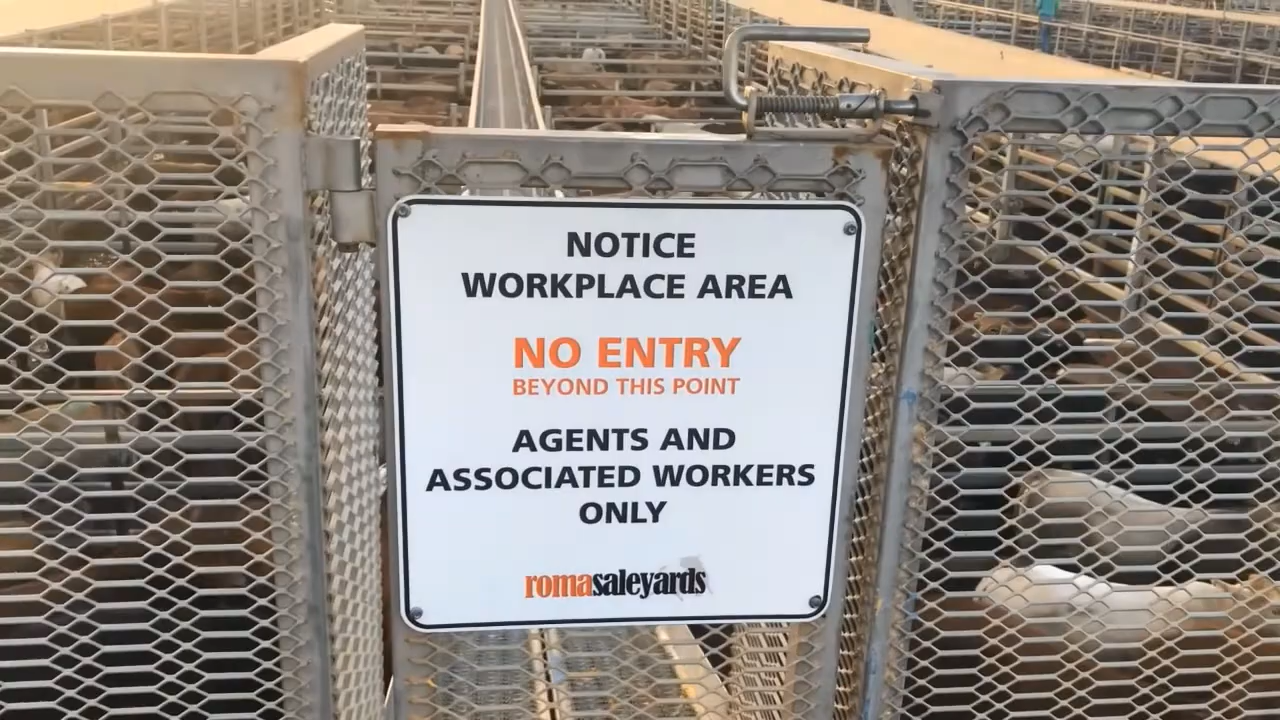 NOTICE
WORKPLACE AREA
NO ENTRY
BEYOND THIS POINT
AGENTS AND
ASSOCIATED WORKERS
ONLY
romasaleyards